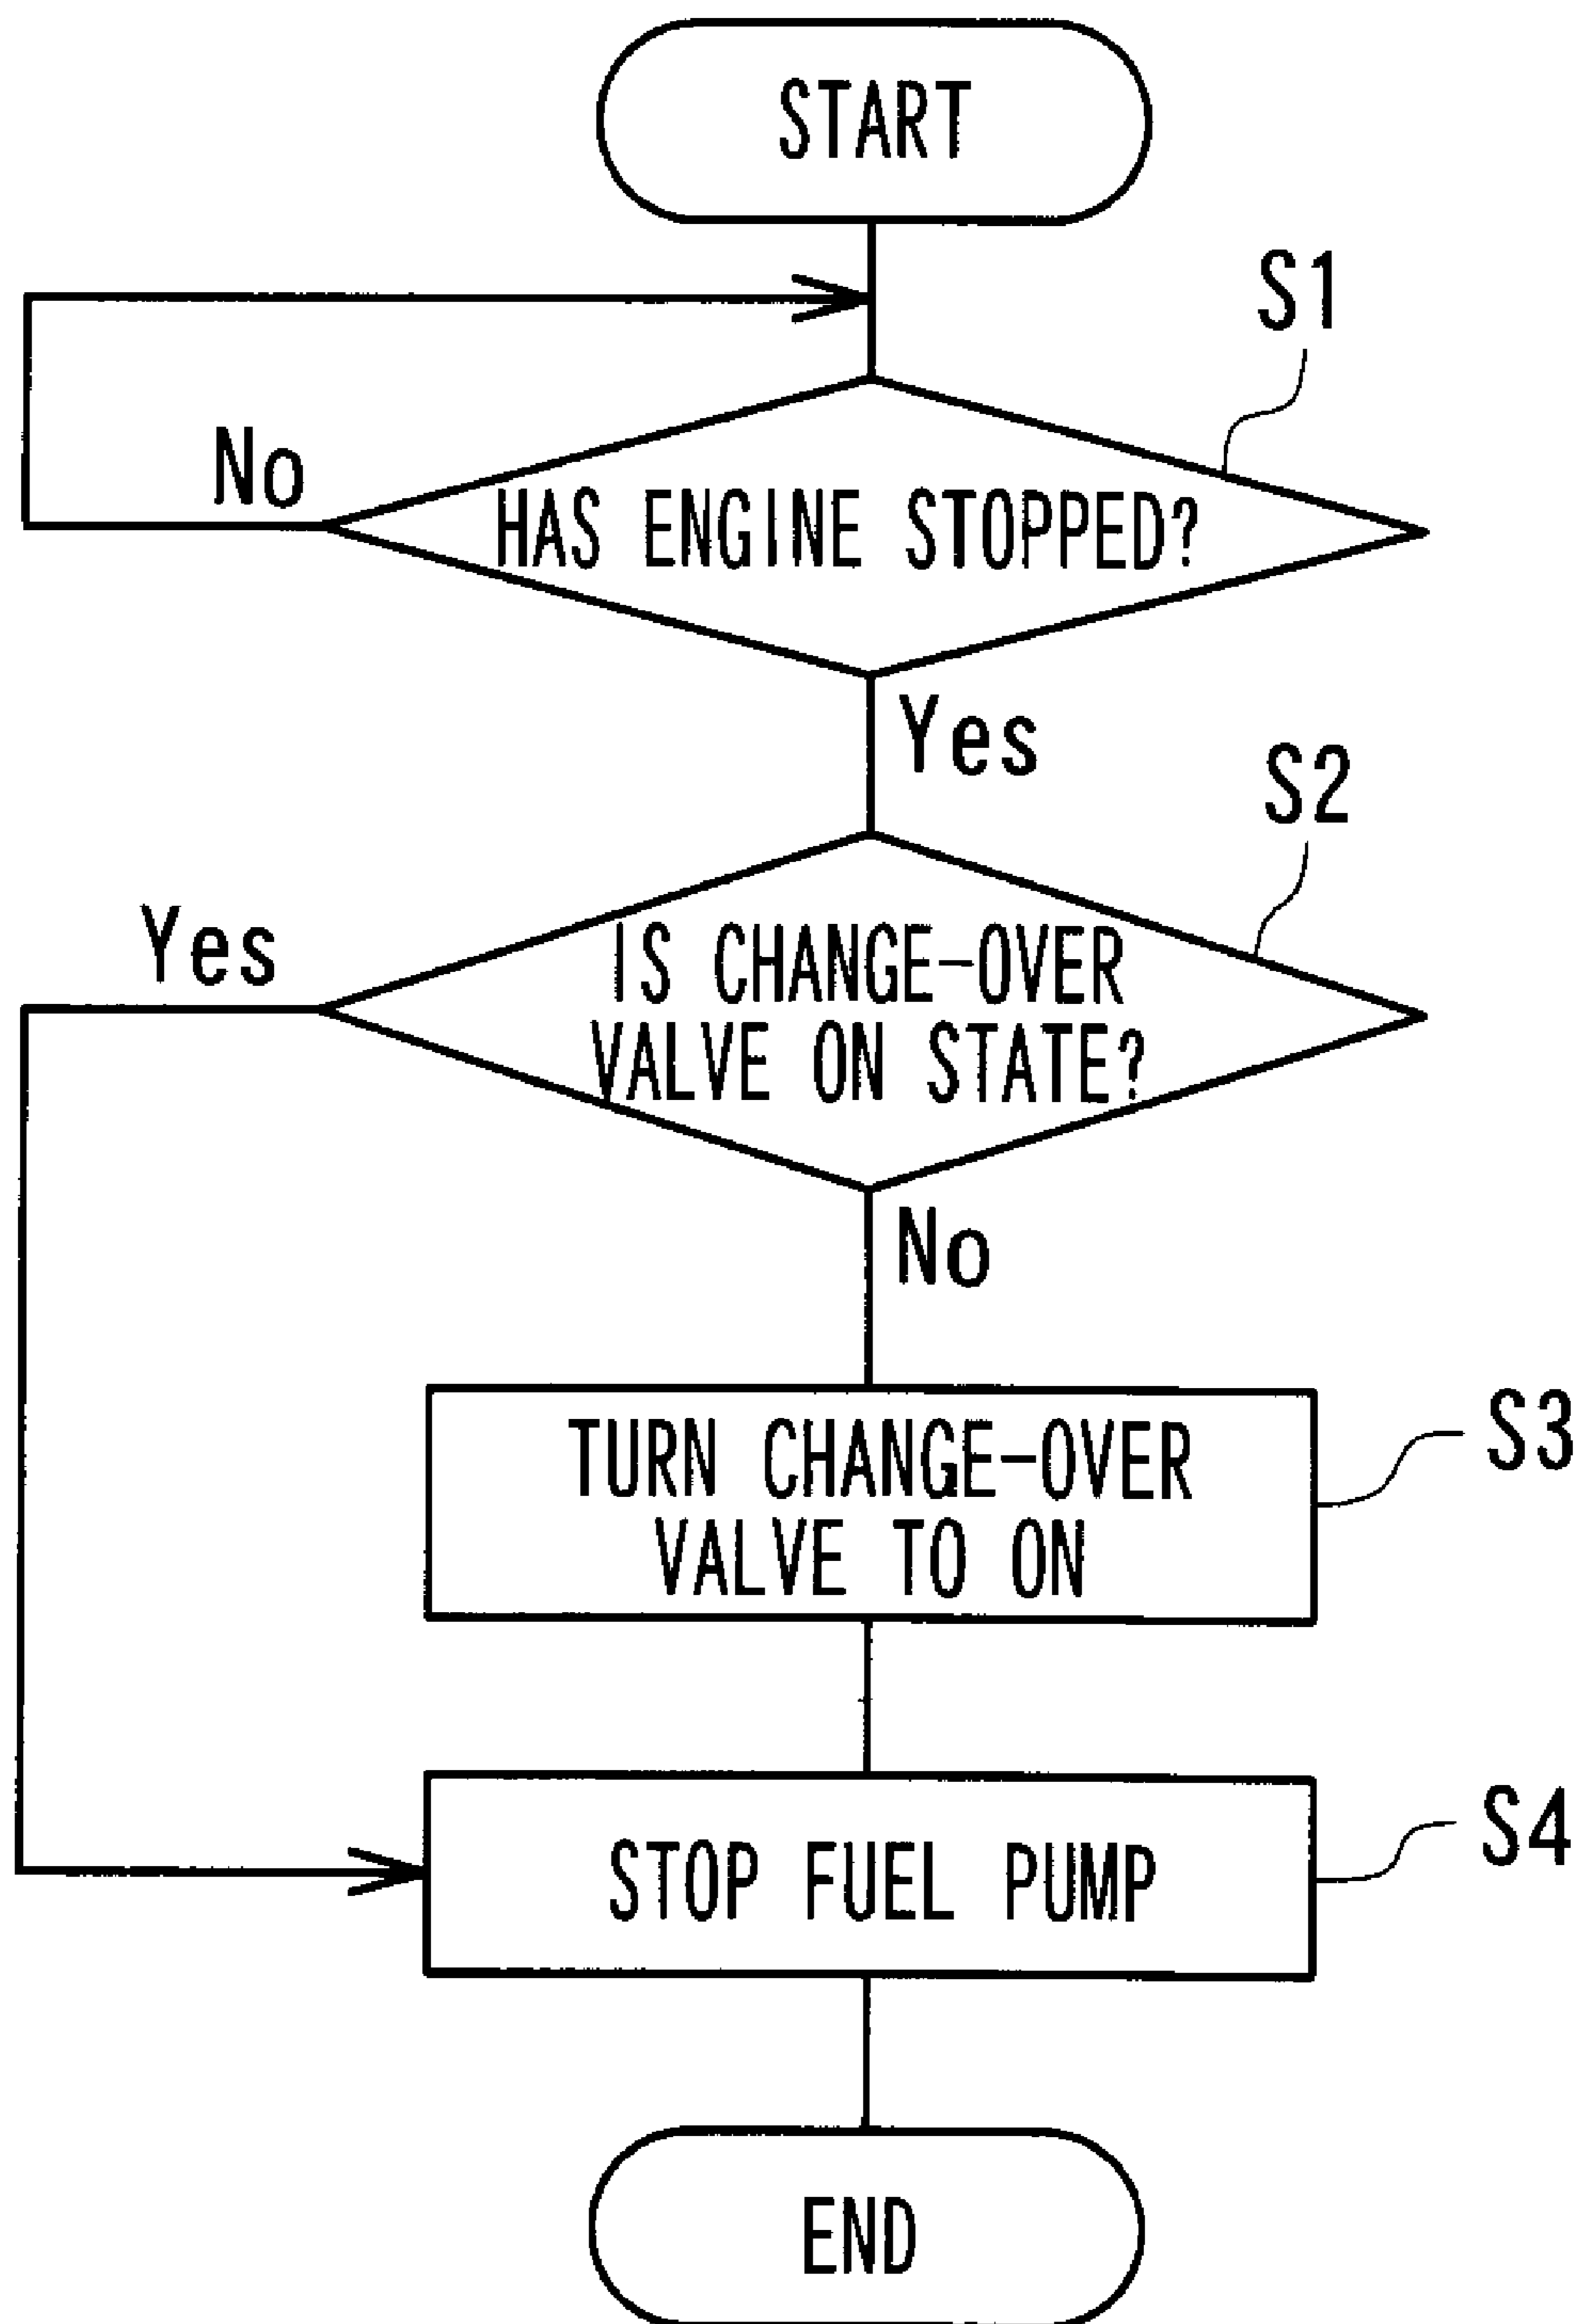 START
S1
No
HAS ENGINE STOPPED?
Yes
S2
Yes
IS CHANGE-OVER
VALVE ON STATE?
No
TURN CHANGE-OVER
VALVE TO ON
S3
STOP FUEL PUMP
S4
END